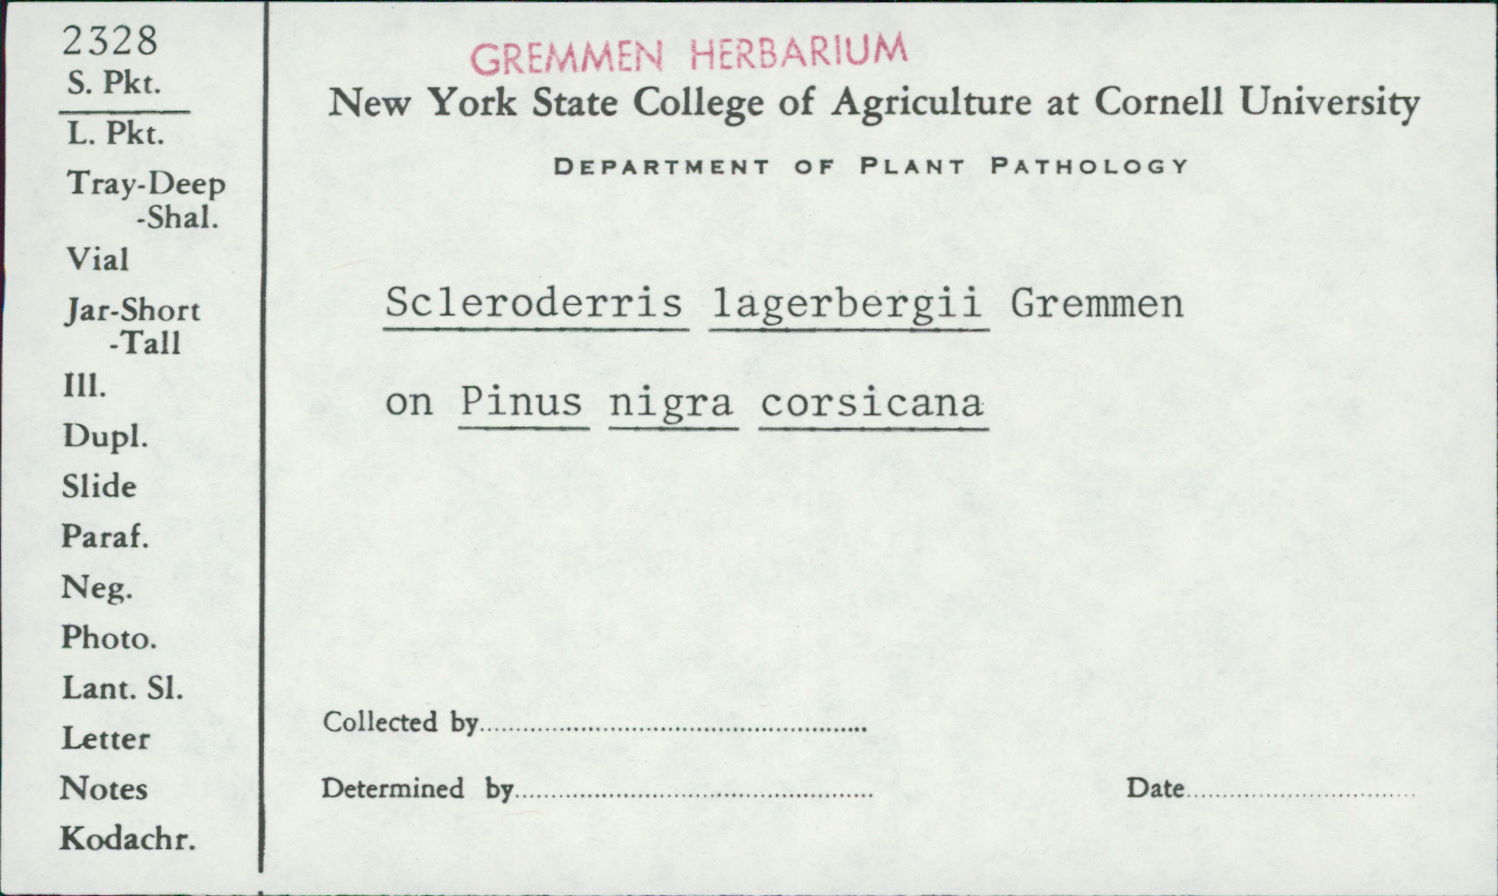 2328
S. Pkt.
L. Pkt.
Tray-Deep
-Shal.
Vial
Jar-Short
-Tall
Ill.
Dupl.
Slide
Paraf.
Neg.
Photo.
Lant. Sl.
Letter
Notes
Kodachr.
GREMMEN HERBARIUM
New York State College of Agriculture at Cornell University
DEPARTMENT OF PLANT PATHOLOGY
Scleroderris lagerbergii Gremmen
on Pinus nigra corsicana
Collected by
Determined by
Date